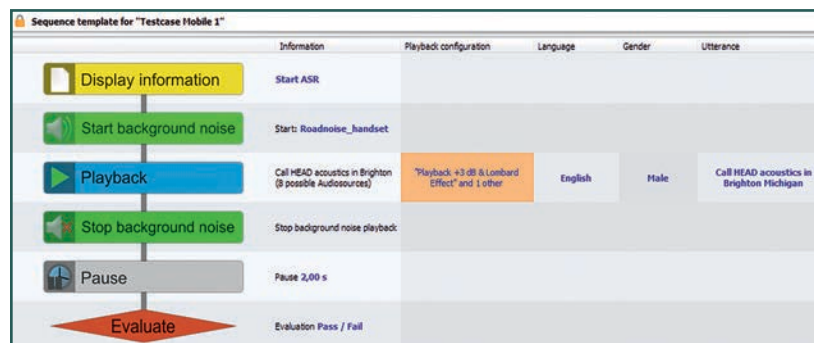 Sequence template for "Testcase Mobile 1"
Information Playback configuration Language Gender Utterance
Display information Start ASR
Start background noise Start: Roadnoise_handset
Playback
Call HEAD acoustics in Brighton
(8 possible Audiosources)
"Playback +3 dB & Lombard
Effect" and 1 other
English
Male
Call HEAD acoustics in
Brighton Michigan
Stop background noise Stop background noise playback
Pause Pause 2,00 s
Evaluate Evaluation Pass / Fail